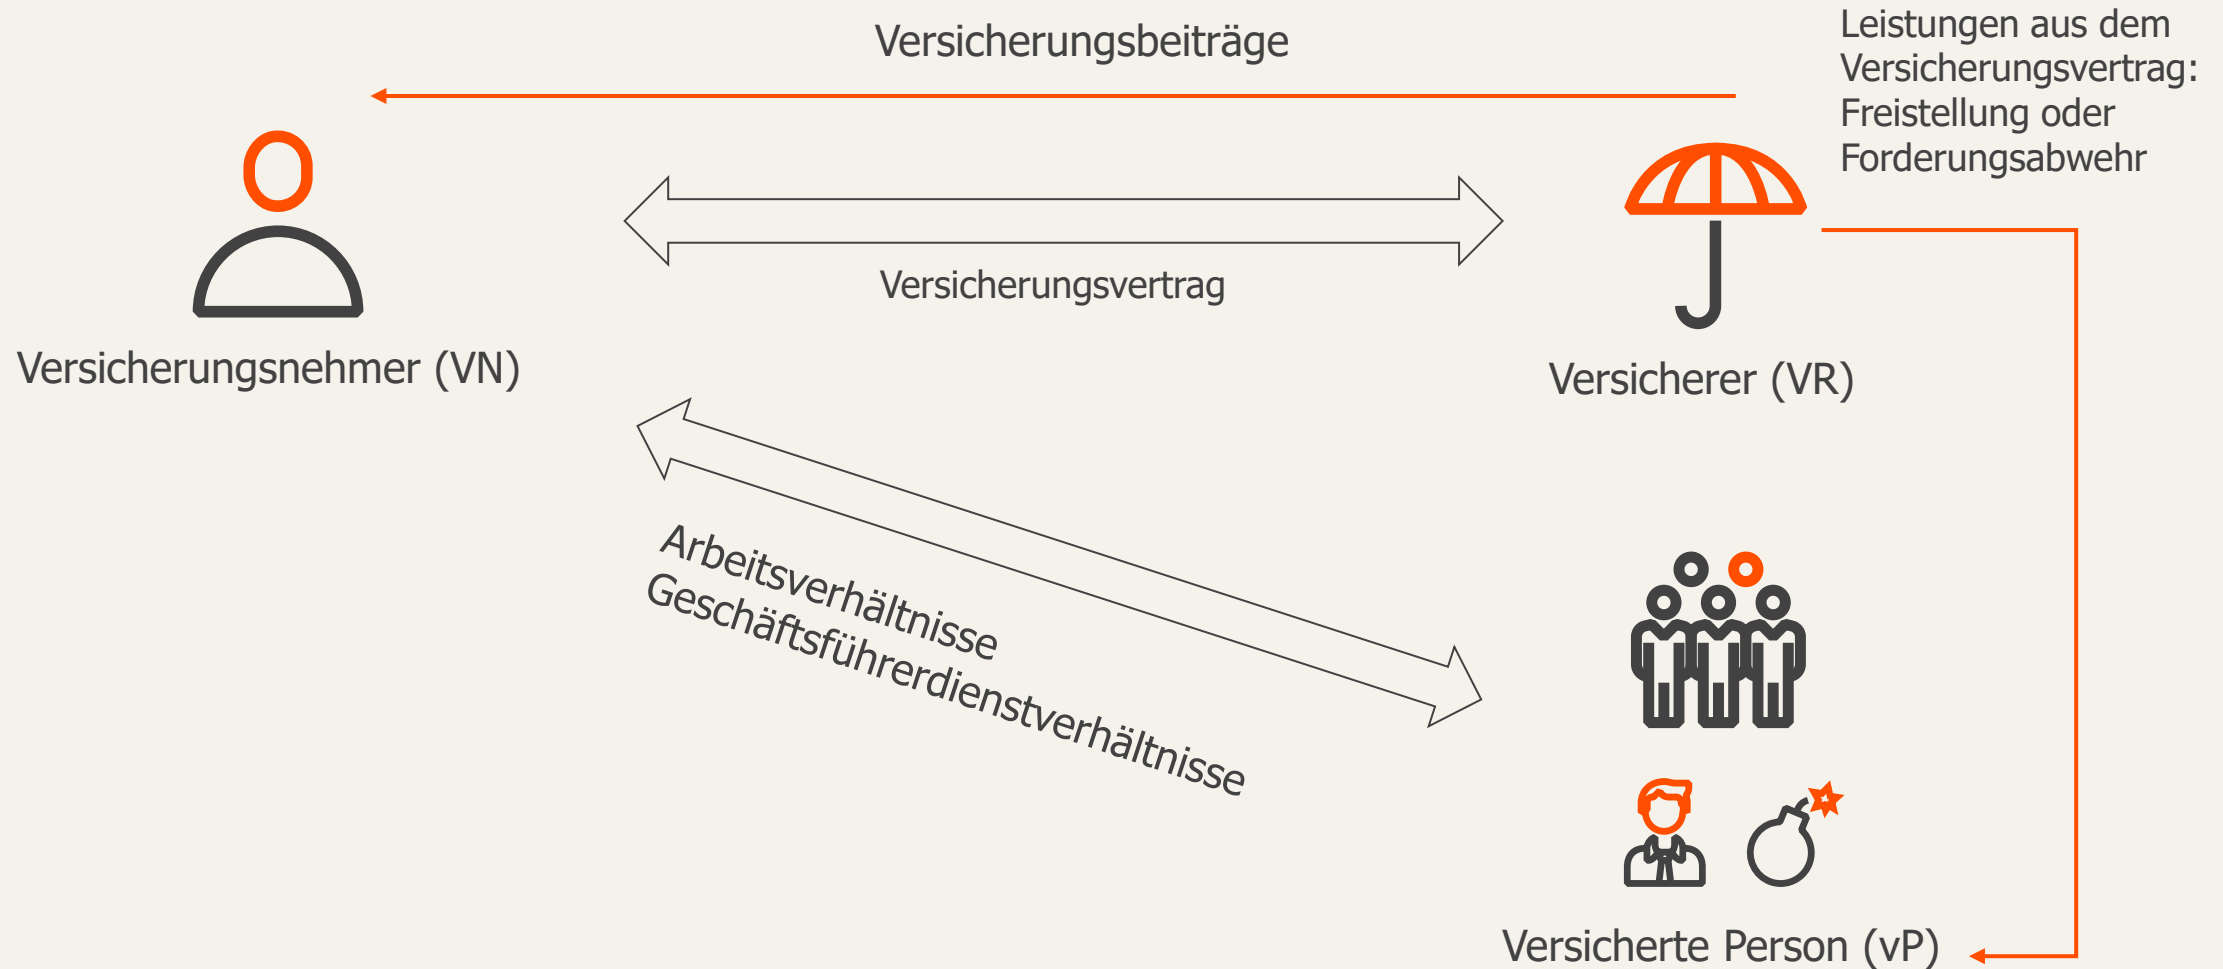 Versicherungsbeiträge
Leistungen aus dem
Versicherungsvertrag:
Freistellung oder
Forderungsabwehr
Versicherungsvertrag
Versicherungsnehmer (VN)
Versicherer (VR)
Arbeitsverhältnisse
Geschäftsführerdienstverhältnisse
Versicherte Person (vP)